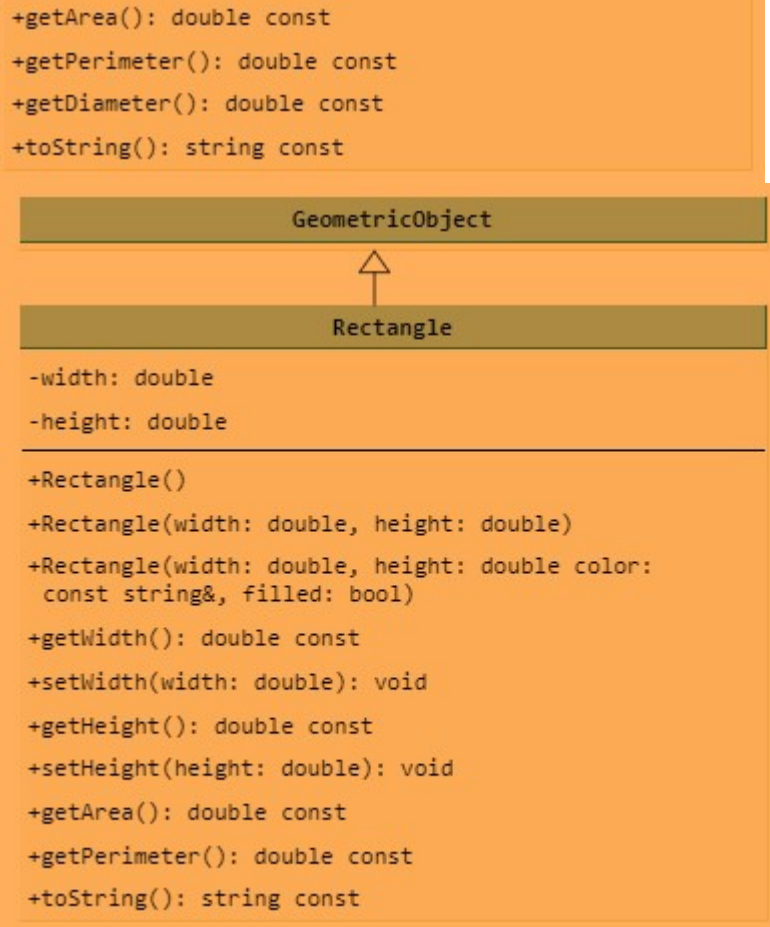 +getArea(): double const
+getPerimeter(): double const
+getDiameter(): double const
+toString(): string const
GeometricObject
Rectangle
-width: double
-height: double
+Rectangle()
+Rectangle(width: double, height: double)
+Rectangle(width: double, height: double color:
const string&, filled: bool)
+getWidth(): double const
+setWidth(width: double): void
+getHeight(): double const
+setHeight(height: double): void
+getArea(): double const
+getPerimeter(): double const
+toString(): string const